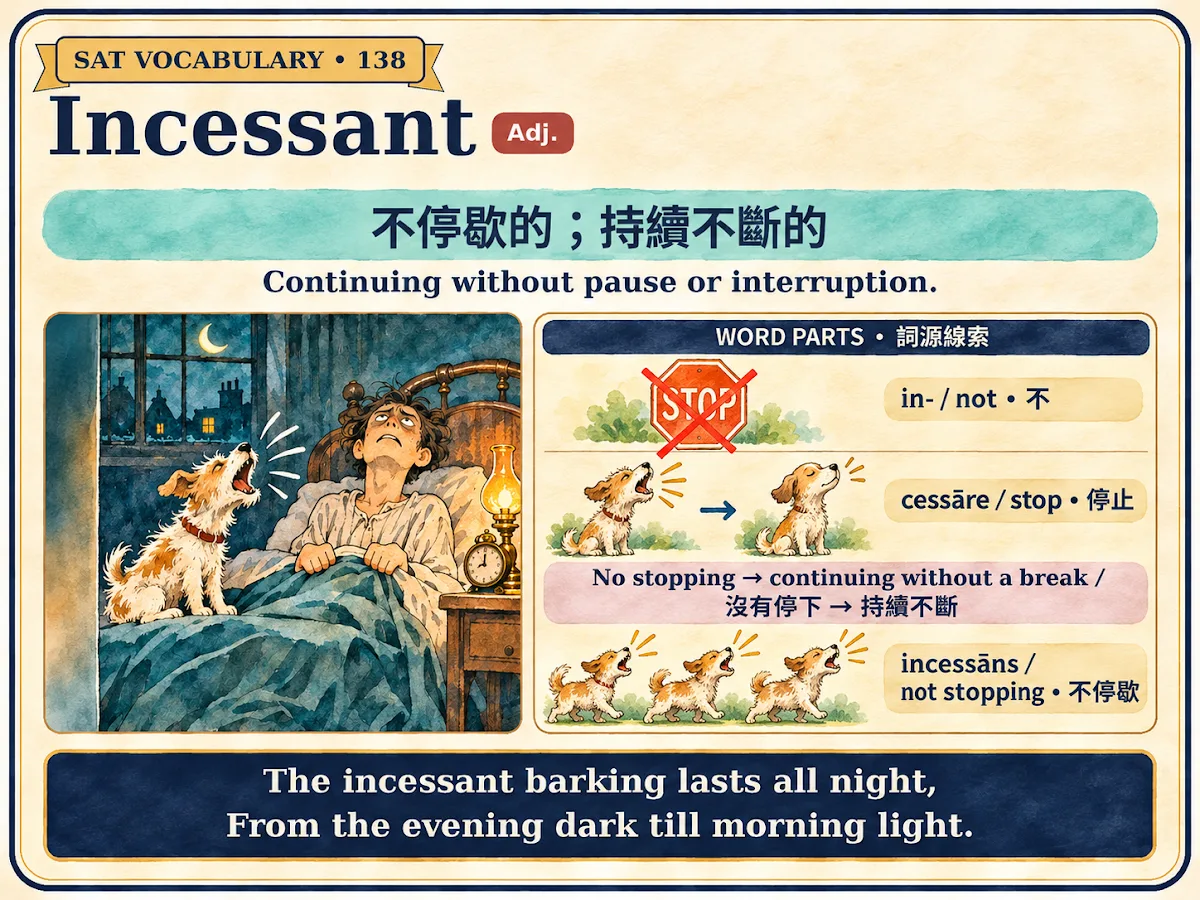 SAT VOCABULARY • 138
Incessant Adj.
不停歇的；持續不斷的
Continuing without pause or interruption.
WORD PARTS • 詞源線索
STOP
in- / not • 不
cessāre / stop • 停止
No stopping → continuing without a break /
沒有停下 → 持續不斷
incessāns /
not stopping • 不停歇
The incessant barking lasts all night,
From the evening dark till morning light.